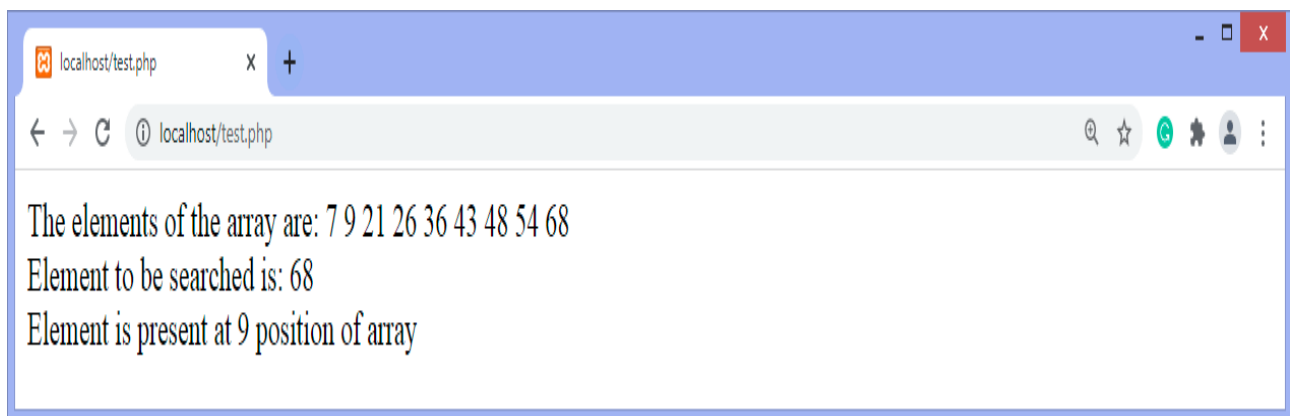 localhost/test.php
localhost/test.php
The elements of the array are: 7 9 21 26 36 43 48 54 68
Element to be searched is: 68
Element is present at 9 position of array